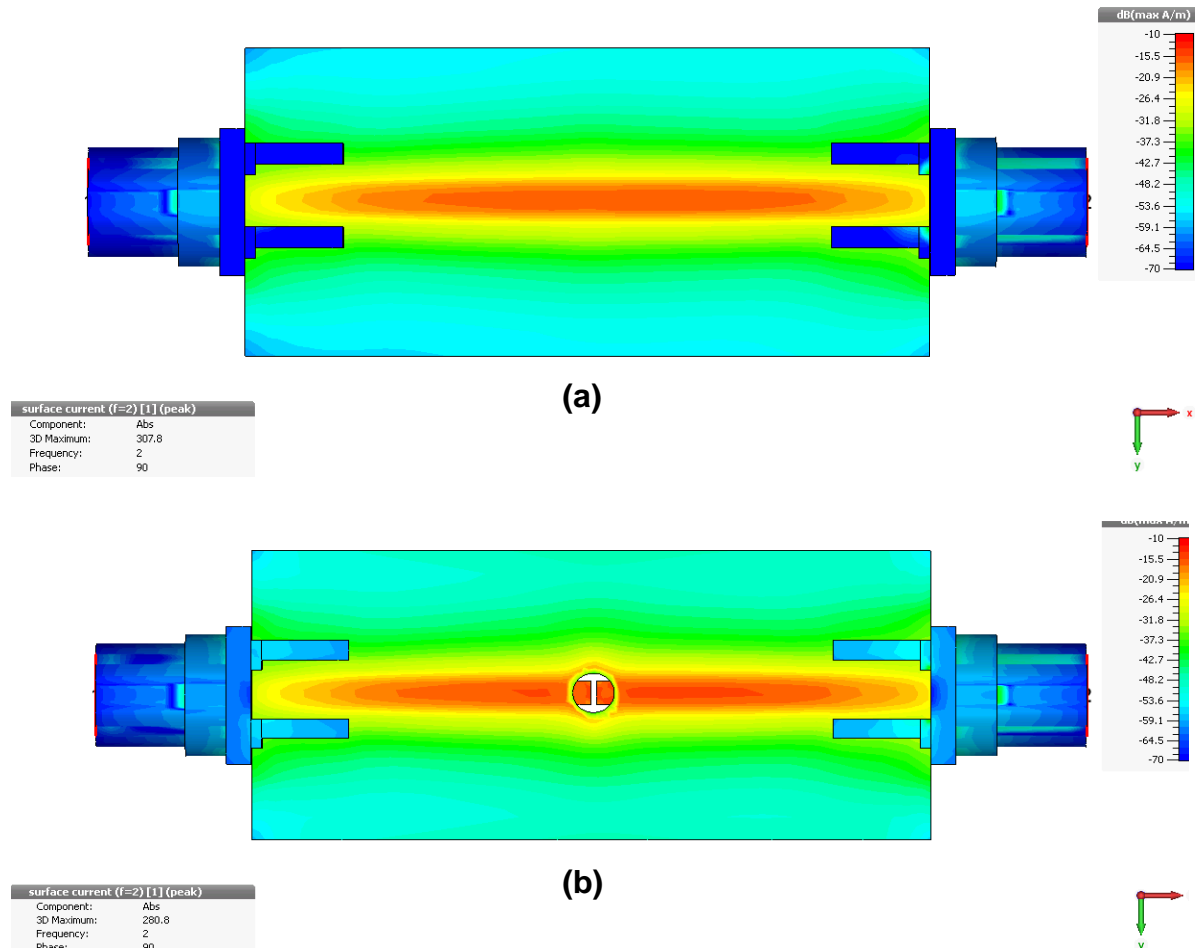 dB(max A/m)
-10
-15.5
-20.9
-26.4
-31.8
-37.3
-42.7
-48.2
-53.6
-59.1
-64.5
-70
(a)
surface current (f=2) [1] (peak)
Component: Abs
3D Maximum: 307.8
Frequency: 2
Phase: 90
x
y
dB(max A/m
-10
-15.5
-20.9
-26.4
-31.8
-37.3
-42.7
-48.2
-53.6
-59.1
-64.5
-70
(b)
surface current (f=2) [1] (peak)
Component: Abs
3D Maximum: 280.8
Frequency: 2
Phase: 90
y